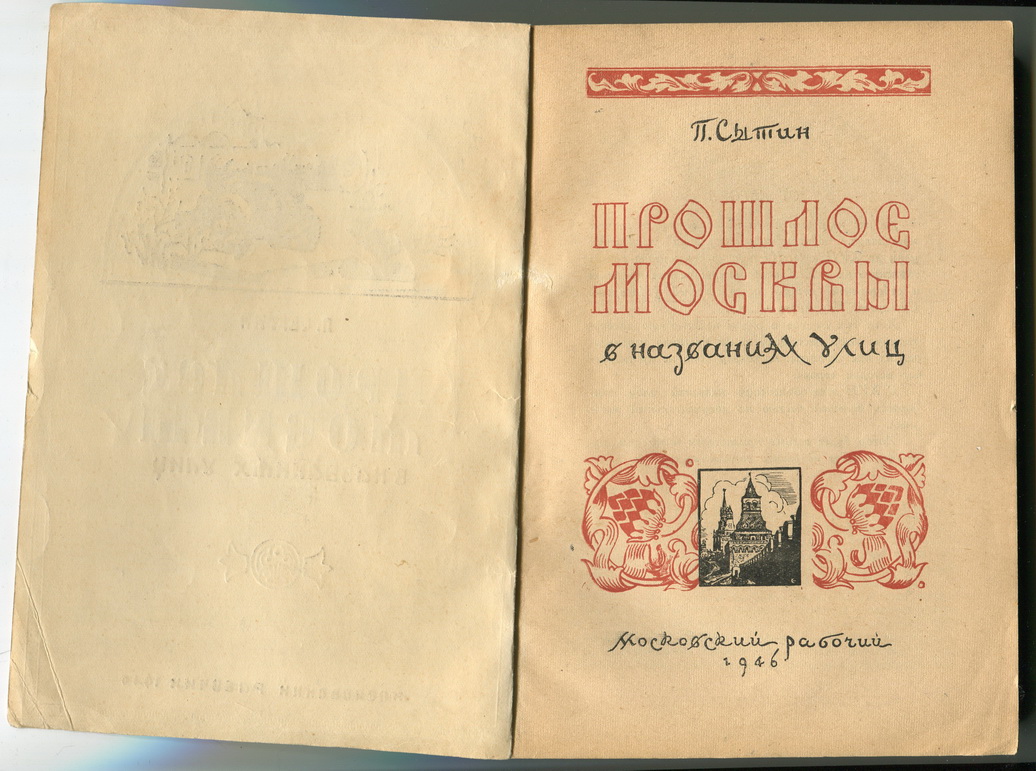 П. Сытин
ПРОШЛОЕ
МОСКВЫ
в названиях улиц
Московский рабочий
1946